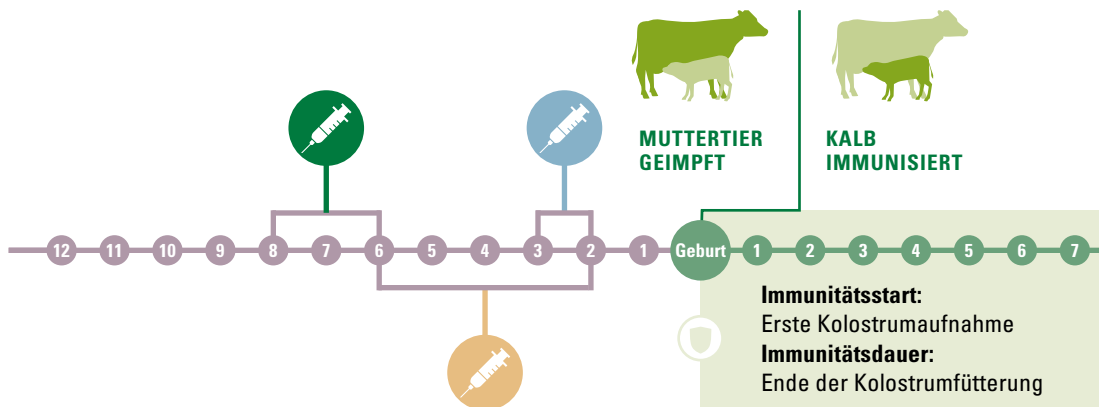 MUTTERTIER
GEIMPFT
KALB
IMMUNISIERT
12 11 10 9 8 7 6 5 4 3 2 1 Geburt 1 2 3 4 5 6 7
Immunitätsstart:
Erste Kolostrumaufnahme
Immunitätsdauer:
Ende der Kolostrumfütterung